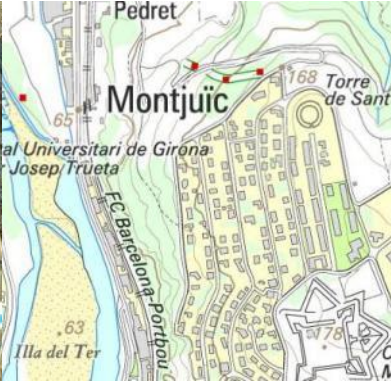 Pedret
168
Torre
de Sant
Montjuïc
65
al Universitari de Girona
r Josep Trueta
FC Barcelona-Portbou
63
Illa del Ter
178